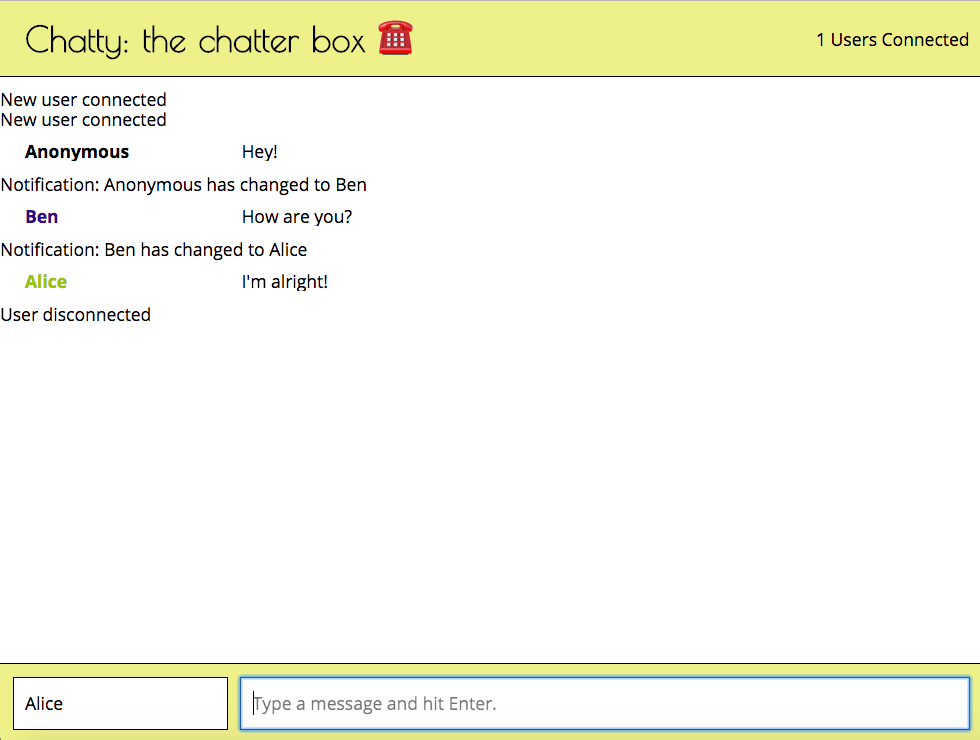 Chatty: the chatter box ☎️
1 Users Connected
New user connected
New user connected
Anonymous Hey!
Notification: Anonymous has changed to Ben
Ben How are you?
Notification: Ben has changed to Alice
Alice I'm alright!
User disconnected
Alice
Type a message and hit Enter.